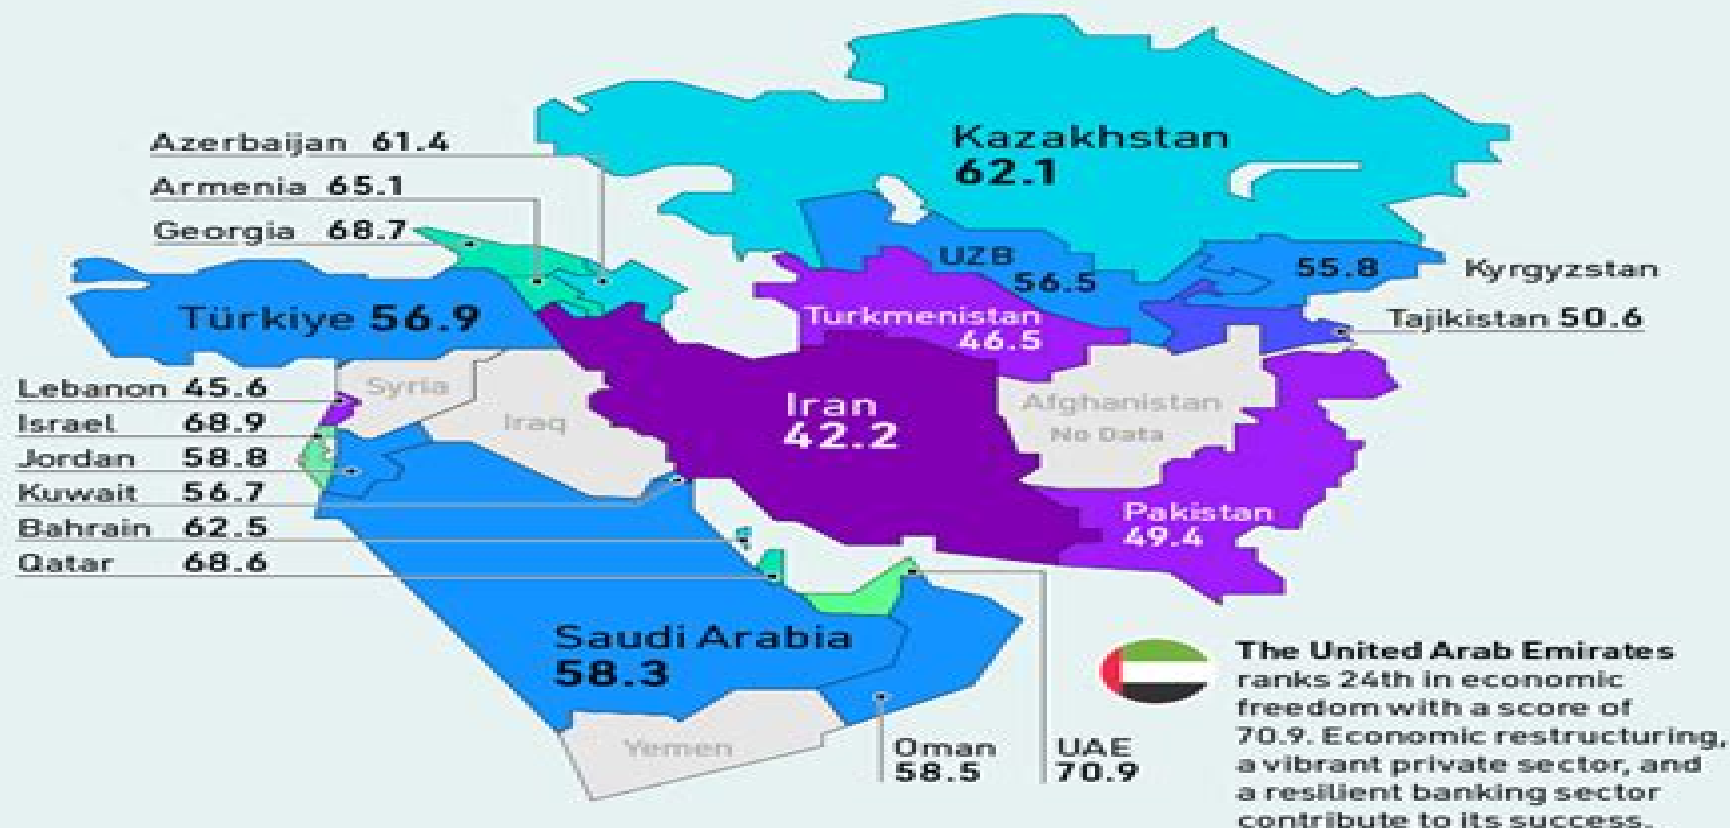 Azerbaijan 61.4
Armenia 65.1
Georgia 68.7
Kazakhstan
62.1
UZB
56.5
55.8 Kyrgyzstan
Türkiye 56.9
Turkmenistan
46.5
Tajikistan 50.6
Lebanon 45.6
Israel 68.9
Jordan 58.8
Kuwait 56.7
Bahrain 62.5
Qatar 68.6
Syria
Iraq
Iran
42.2
Afghanistan
No Data
Pakistan
49.4
Saudi Arabia
58.3
Yemen
Oman
58.5
UAE
70.9
The United Arab Emirates
ranks 24th in economic
freedom with a score of
70.9. Economic restructuring,
a vibrant private sector, and
a resilient banking sector
contribute to its success.